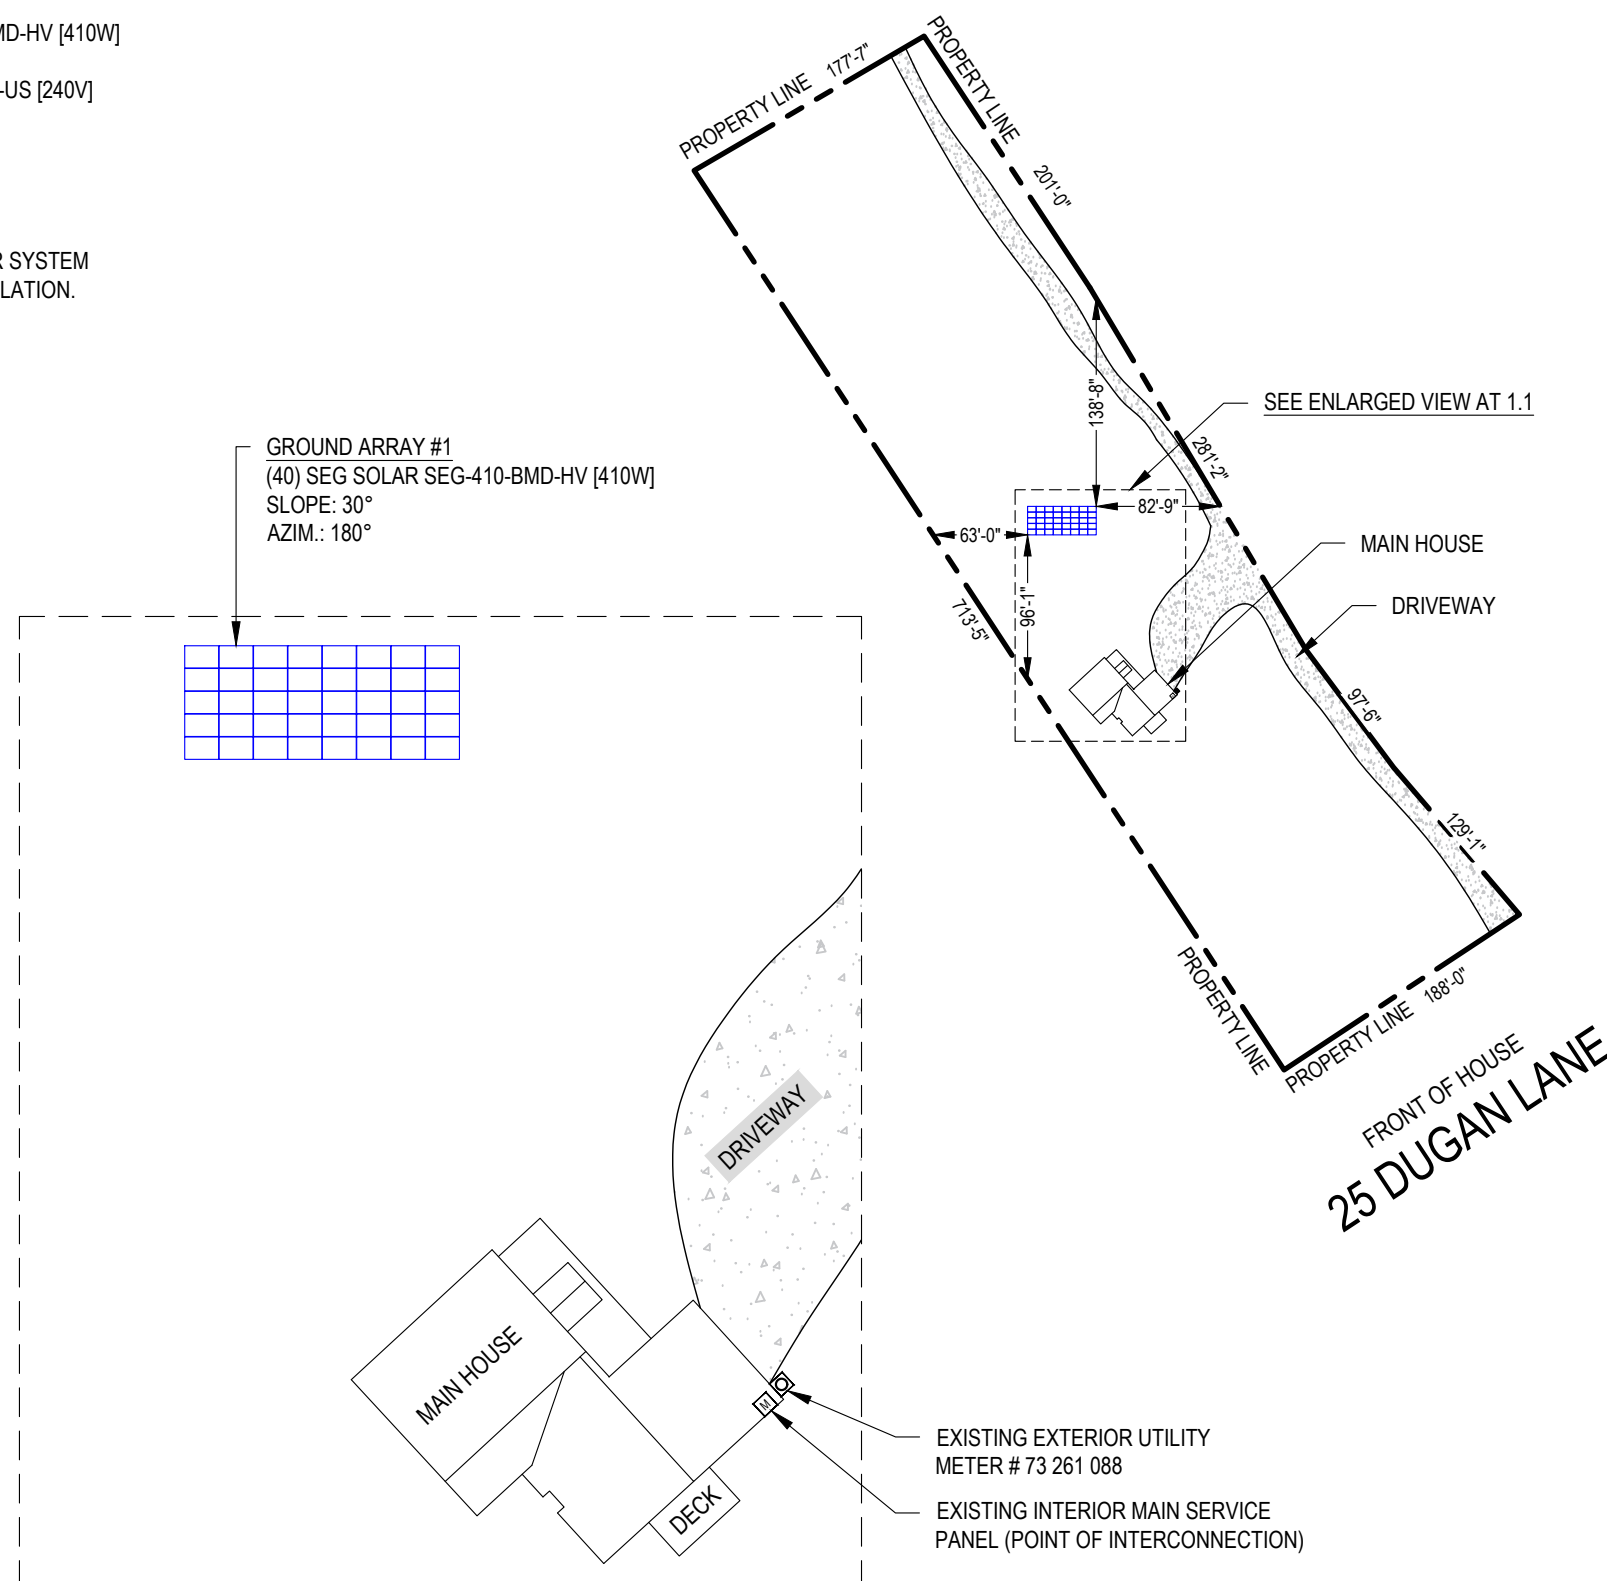 MD-HV [410W]
-US [240V]
R SYSTEM
LATION.
PROPERTY LINE 177'-7"
PROPERTY LINE
201'-0"
138'-8"
SEE ENLARGED VIEW AT 1.1
281'-2"
82'-9"
63'-0"
96'-1"
713'-5"
MAIN HOUSE
DRIVEWAY
97'-6"
129'-1"
PROPERTY LINE
PROPERTY LINE 188'-0"
FRONT OF HOUSE
25 DUGAN LANE
GROUND ARRAY #1
(40) SEG SOLAR SEG-410-BMD-HV [410W]
SLOPE: 30°
AZIM.: 180°
DRIVEWAY
MAIN HOUSE
DECK
M
EXISTING EXTERIOR UTILITY
METER # 73 261 088
EXISTING INTERIOR MAIN SERVICE
PANEL (POINT OF INTERCONNECTION)